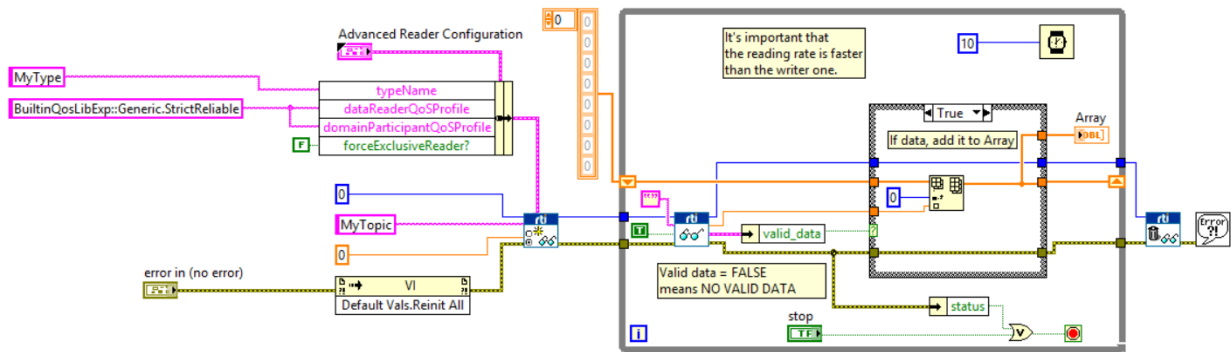 Advanced Reader Configuration
MyType
BuiltinQosLibExp::Generic.StrictReliable
typeName
dataReaderQoSProfile
domainParticipantQoSProfile
forceExclusiveReader?
F
0
MyTopic
0
rti
error in (no error)
VI
Default Vals.Reinit All
0
0
0
0
0
0
0
0
0
It's important that
the reading rate is faster
than the writer one.
10
True
If data, add it to Array
Array
DBL
0
T
rti
valid_data
?
Valid data = FALSE
means NO VALID DATA
status
stop
TF
V
i
rti
Error
?!